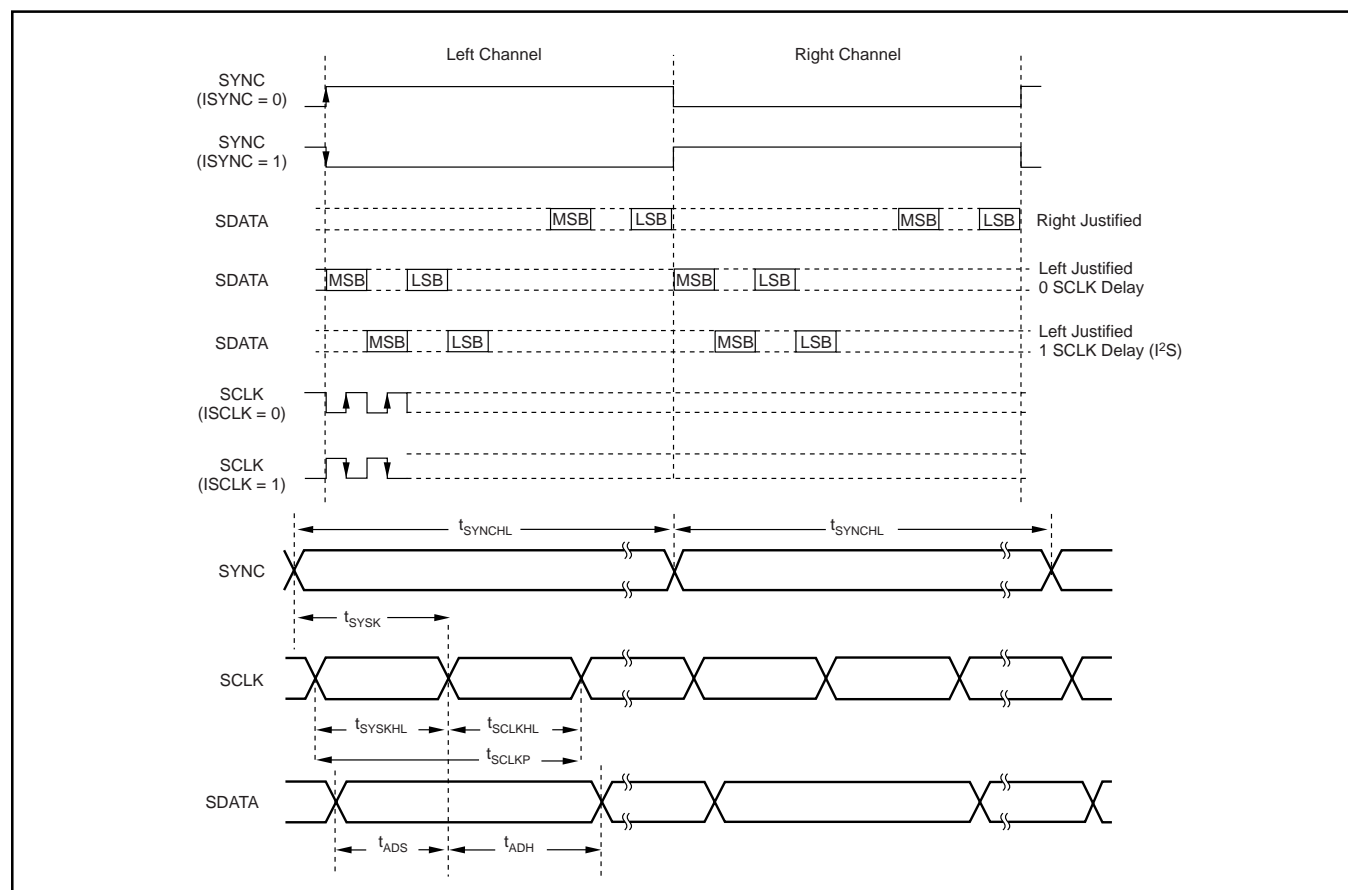 Left Channel
Right Channel
SYNC
(ISYNC = 0)
SYNC
(ISYNC = 1)
SDATA
MSB
LSB
MSB
LSB
Right Justified
SDATA
MSB
LSB
MSB
LSB
Left Justified
0 SCLK Delay
SDATA
MSB
LSB
MSB
LSB
Left Justified
1 SCLK Delay (I²S)
SCLK
(ISCLK = 0)
SCLK
(ISCLK = 1)
tSYNCHL
tSYNCHL
SYNC
tSYSK
SCLK
tSYSKHL
tSCLKHL
tSCLKP
SDATA
tADS
tADH